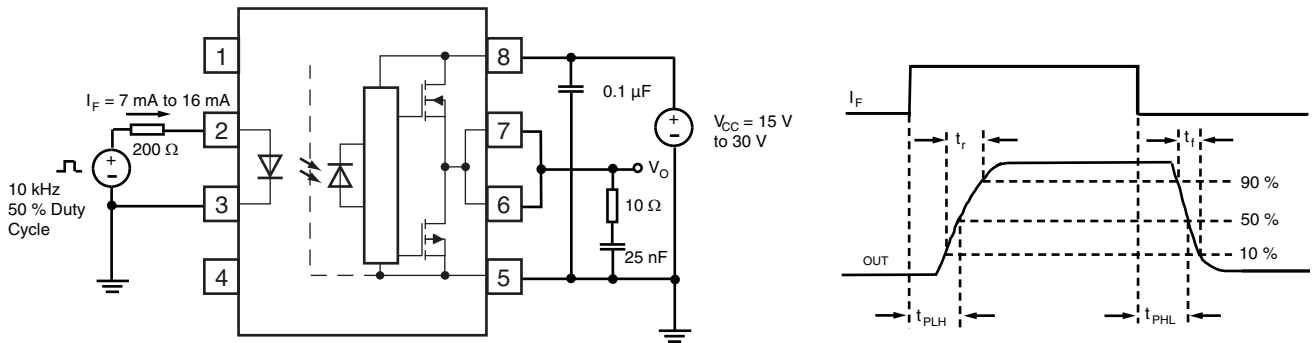 1
2
3
4
8
7
6
5
I_F = 7 mA to 16 mA
200 Ω
+
-
10 kHz
50 % Duty
Cycle
0.1 µF
+
-
V_CC = 15 V
to 30 V
V_O
10 Ω
25 nF
I_F
t_r
t_f
90 %
50 %
10 %
OUT
t_PLH
t_PHL